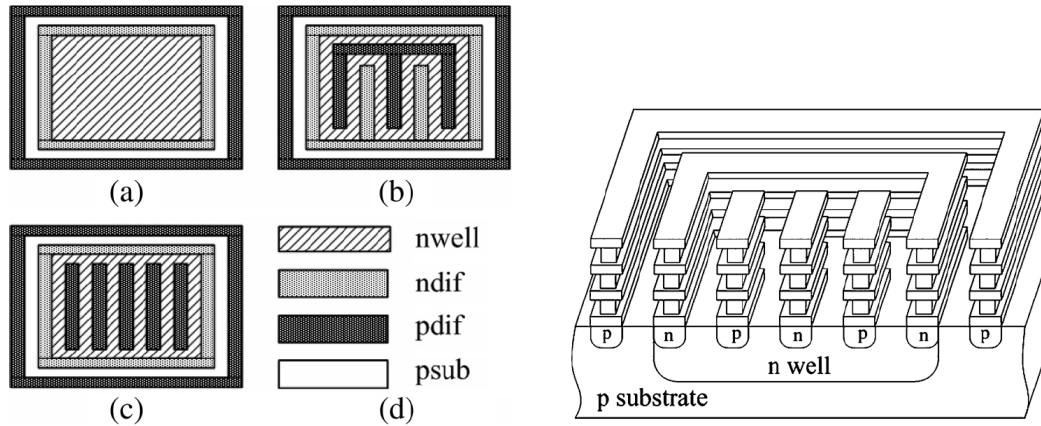 (a)
(b)
(c)
nwell
ndif
pdif
psub
(d)
p n p n p n p
n well
p substrate